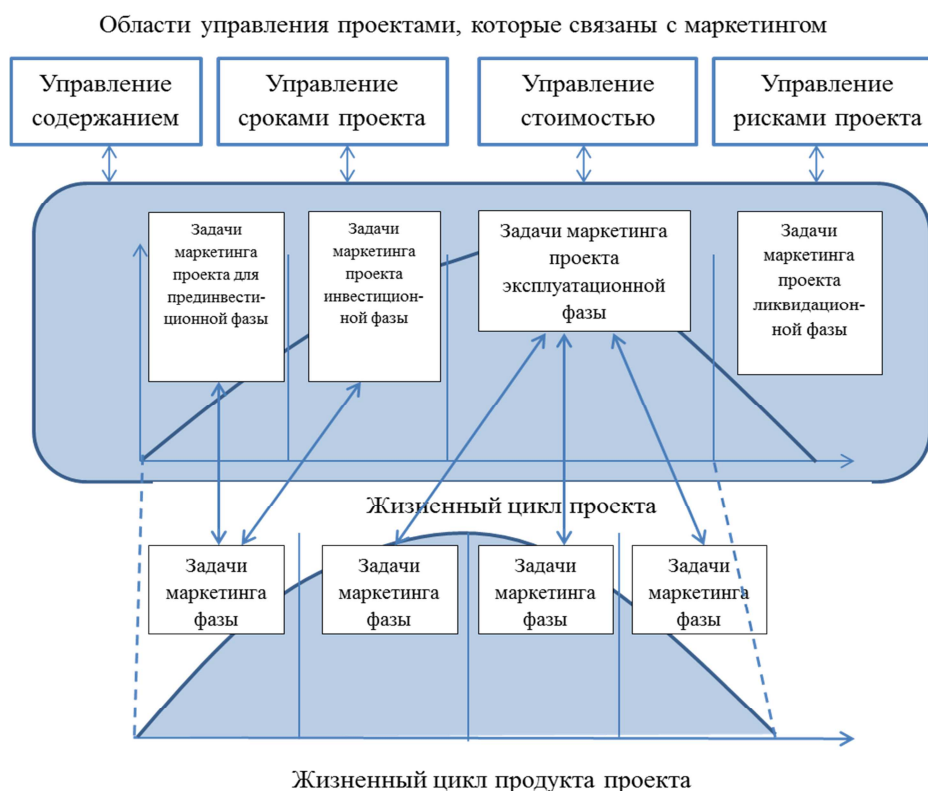 Области управления проектами, которые связаны с маркетингом
Управление
содержанием
Управление
сроками проекта
Управление
стоимостью
Управление
рисками проекта
Задачи
маркетинга
проекта для
прединвести-
ционной фазы
Задачи
маркетинга
проекта
инвестицион-
ной фазы
Задачи маркетинга
проекта
эксплуатационной
фазы
Задачи
маркетинга
проекта
ликвидацион-
ной фазы
Жизненный цикл проекта
Задачи
маркетинга
фазы
Задачи
маркетинга
фазы
Задачи
маркетинга
фазы
Задачи
маркетинга
фазы
Жизненный цикл продукта проекта